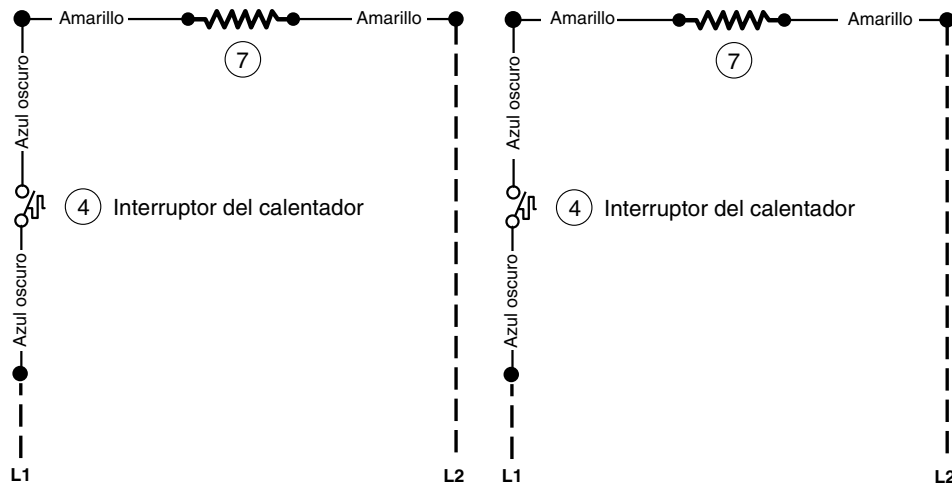 Amarillo Amarillo
7
Azul oscuro
4 Interruptor del calentador
Azul oscuro
L1 L2
Amarillo Amarillo
7
Azul oscuro
4 Interruptor del calentador
Azul oscuro
L1 L2